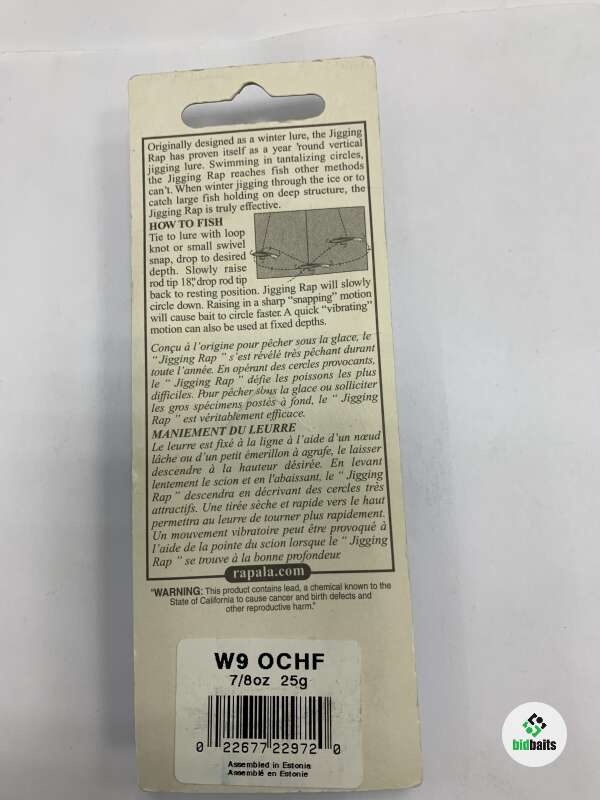 Originally designed as a winter lure, the Jigging
Rap has proven itself as a year 'round vertical
jigging lure. Swimming in tantalizing circles,
the Jigging Rap reaches fish other methods
can't. When winter jigging through the ice or to
catch large fish holding on deep structure, the
Jigging Rap is truly effective.
HOW TO FISH
Tie to lure with loop
knot or small swivel
snap, drop to desired
depth. Slowly raise
rod tip 18", drop rod tip
back to resting position. Jigging Rap will slowly
circle down. Raising in a sharp "snapping" motion
will cause bait to circle faster. A quick "vibrating"
motion can also be used at fixed depths.
Conçu à l'origine pour pêcher sous la glace, le
"Jigging Rap" s'est révélé très pêchant durant
toute l'année. En opérant des cercles provocants,
le "Jigging Rap" défie les poissons les plus
difficiles. Pour pêcher sous la glace ou solliciter
les gros spécimens postés à fond, le "Jigging
Rap" est véritablement efficace.
MANIEMENT DU LEURRE
Le leurre est fixé à la ligne à l'aide d'un nœud
lâche ou d'un petit émerillon à agrafe, le laisser
descendre à la hauteur désirée. En levant
lentement le scion et en l'abaissant, le "Jigging
Rap" descendra en décrivant des cercles très
attractifs. Une tirée sèche et rapide vers le haut
permettra au leurre de tourner plus rapidement.
Un mouvement vibratoire peut être provoqué à
l'aide de la pointe du scion lorsque le "Jigging
Rap" se trouve à la bonne profondeur.
rapala.com
"WARNING: This product contains lead, a chemical known to the
State of California to cause cancer and birth defects and
other reproductive harm."
W9 OCHF
7/8oz 25g
0 22677 22972 0
Assembled in Estonia
Assemblé en Estonie
bidbaits